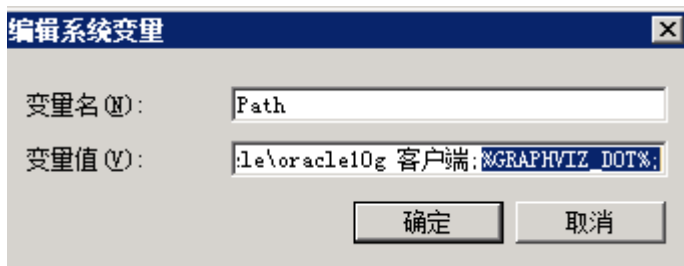 编辑系统变量
变量名(N):
Path
变量值(V):
:le\oracle10g 客户端;%GRAPHVIZ_DOT%;
确定
取消